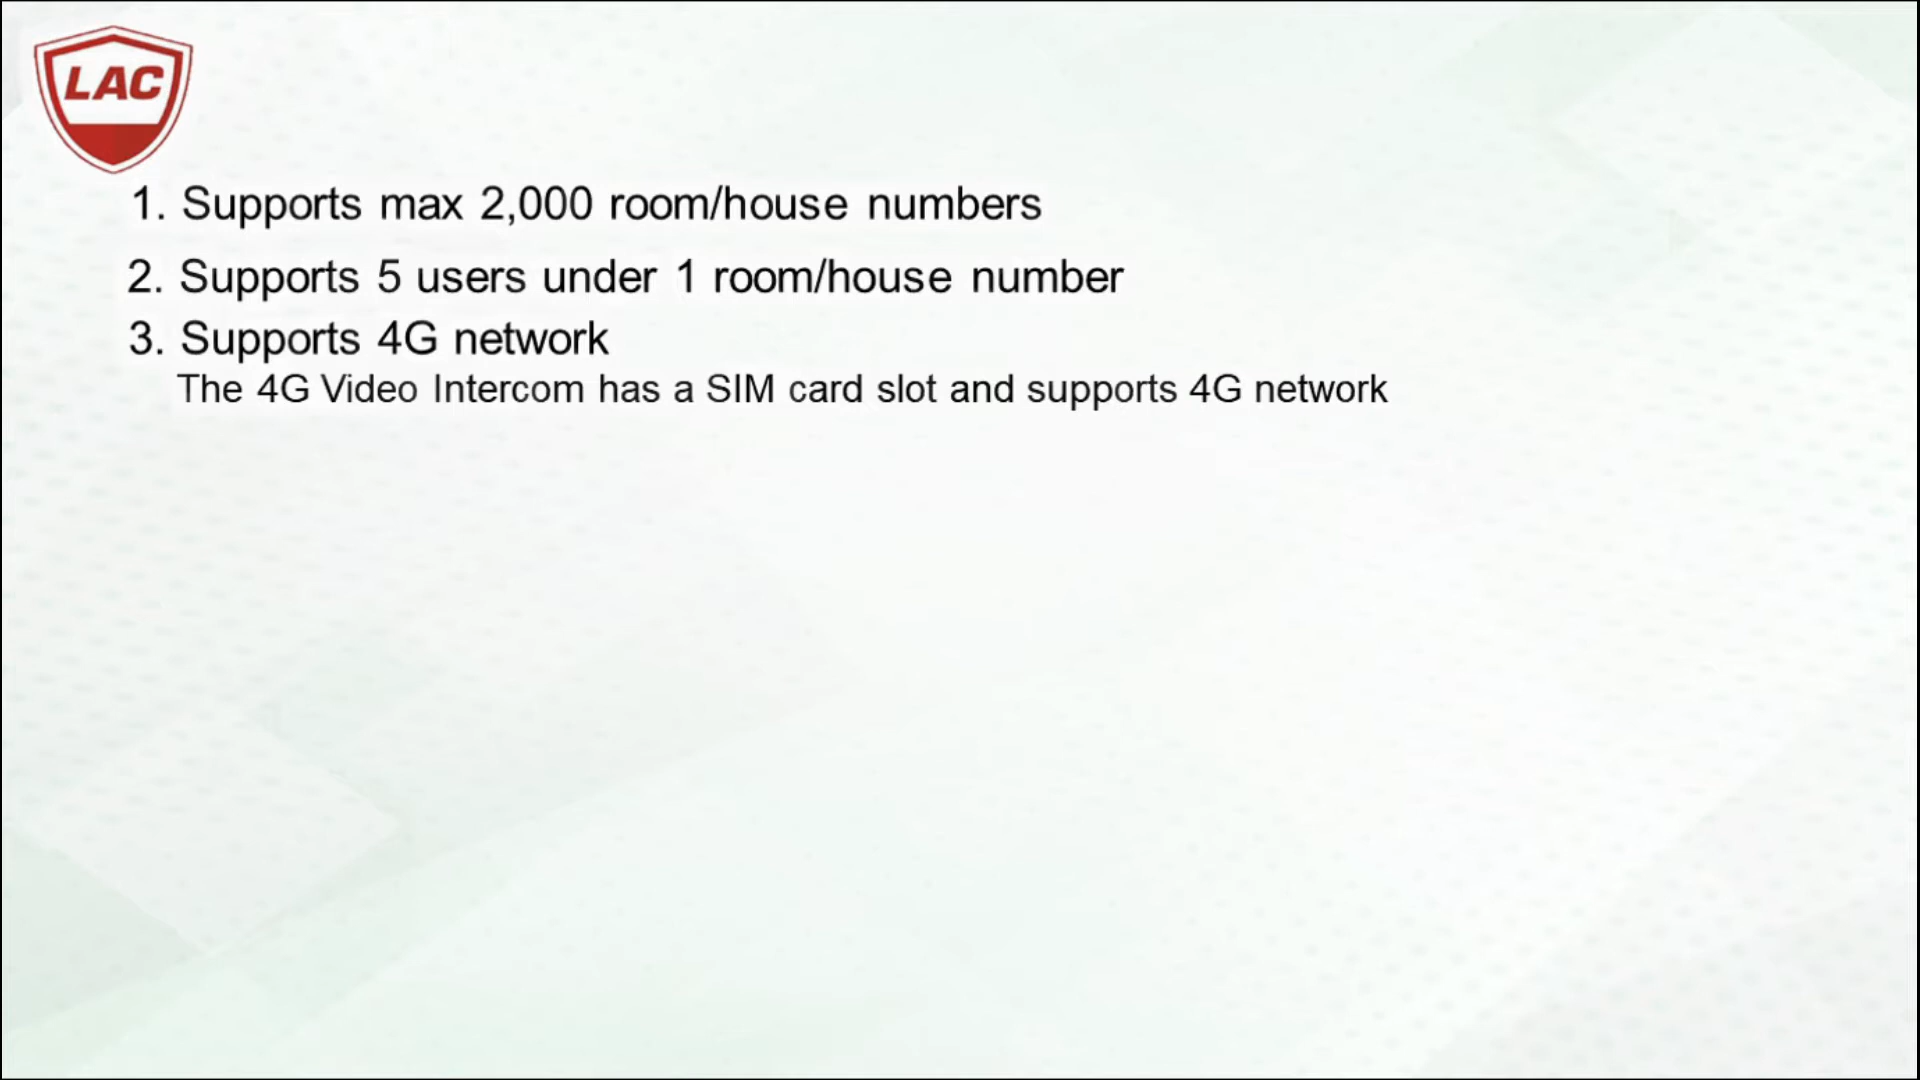 LAC
1. Supports max 2,000 room/house numbers
2. Supports 5 users under 1 room/house number
3. Supports 4G network
The 4G Video Intercom has a SIM card slot and supports 4G network